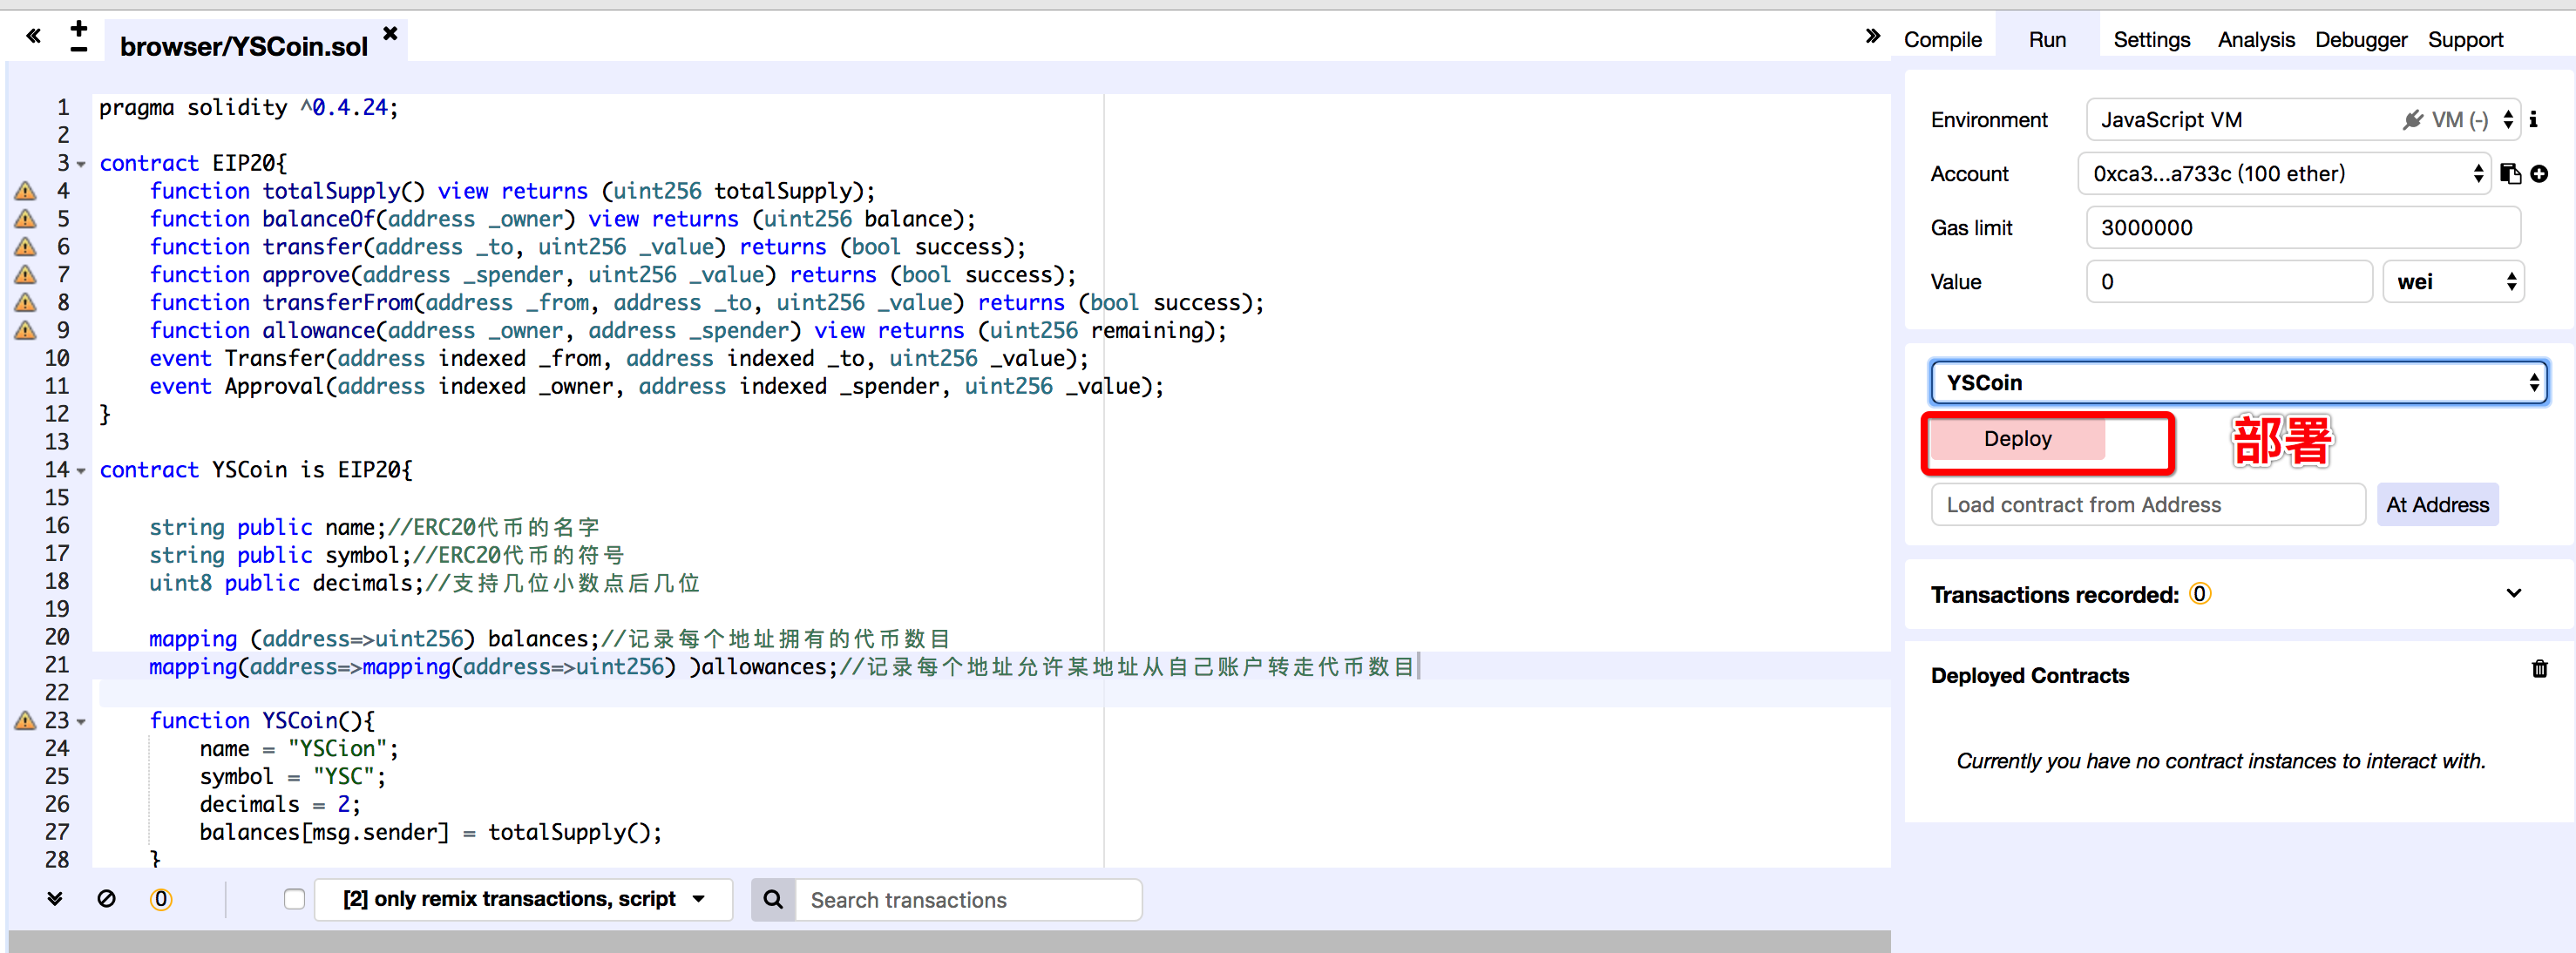 browser/YSCoin.sol
Compile Run Settings Analysis Debugger Support
1 pragma solidity ^0.4.24;
2
3 contract EIP20{
4 function totalSupply() view returns (uint256 totalSupply);
5 function balanceOf(address _owner) view returns (uint256 balance);
6 function transfer(address _to, uint256 _value) returns (bool success);
7 function approve(address _spender, uint256 _value) returns (bool success);
8 function transferFrom(address _from, address _to, uint256 _value) returns (bool success);
9 function allowance(address _owner, address _spender) view returns (uint256 remaining);
10 event Transfer(address indexed _from, address indexed _to, uint256 _value);
11 event Approval(address indexed _owner, address indexed _spender, uint256 _value);
12 }
13
14 contract YSCoin is EIP20{
15
16 string public name;//ERC20代币的名字
17 string public symbol;//ERC20代币的符号
18 uint8 public decimals;//支持几位小数点后几位
19
20 mapping (address=>uint256) balances;//记录每个地址拥有的代币数目
21 mapping(address=>mapping(address=>uint256) )allowances;//记录每个地址允许某地址从自己账户转走代币数目
22
23 function YSCoin(){
24 name = "YSCion";
25 symbol = "YSC";
26 decimals = 2;
27 balances[msg.sender] = totalSupply();
28 }
0
[2] only remix transactions, script
Search transactions
Environment JavaScript VM VM (-)
Account 0xca3...a733c (100 ether)
Gas limit 3000000
Value 0 wei
YSCoin
Deploy 部署
Load contract from Address At Address
Transactions recorded: 0
Deployed Contracts
Currently you have no contract instances to interact with.